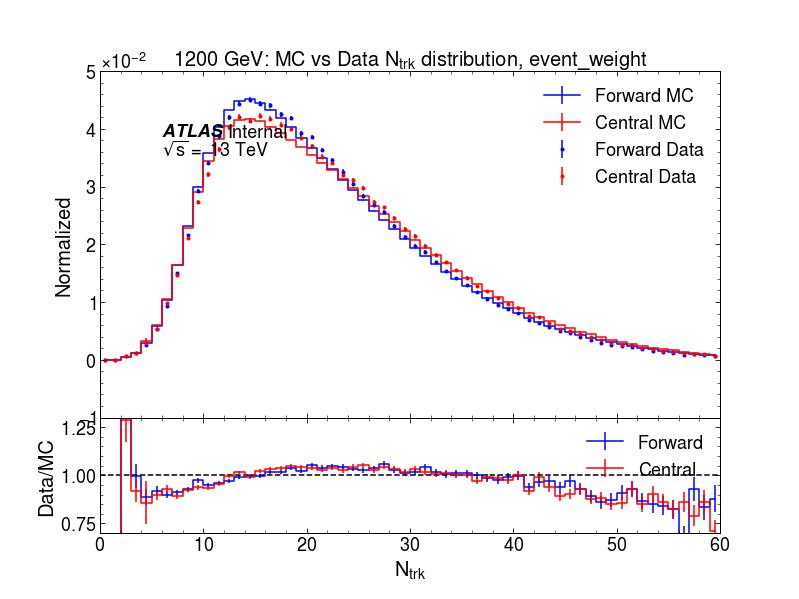 ×10⁻²
1200 GeV: MC vs Data N_trk distribution, event_weight
5
4
3
2
1
0
−1
Normalized
ATLAS Internal
√s = 13 TeV
Forward MC
Central MC
Forward Data
Central Data
1.25
1.00
0.75
Data/MC
Forward
Central
0 10 20 30 40 50 60
N_trk